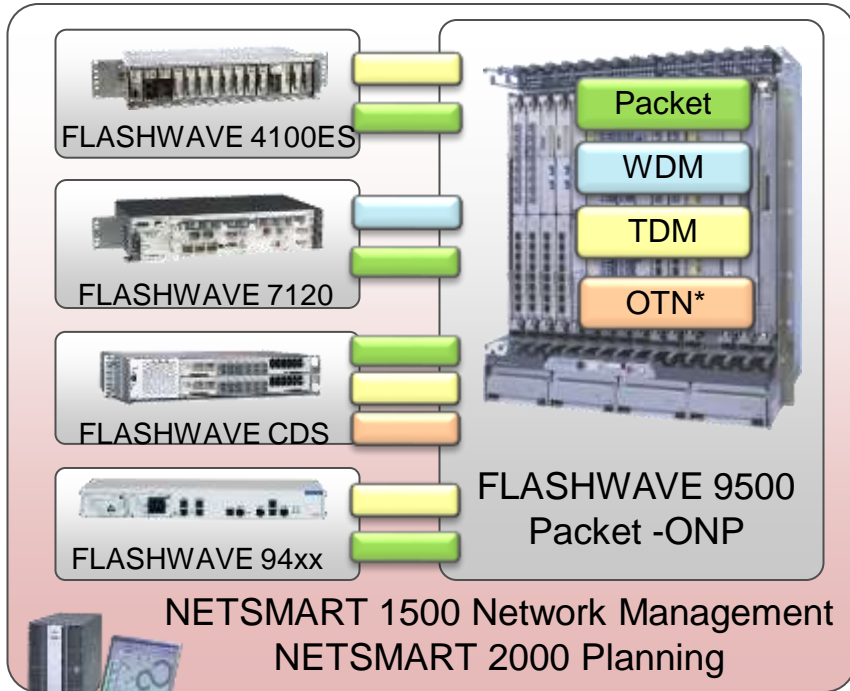 FLASHWAVE 4100ES
FLASHWAVE 7120
FLASHWAVE CDS
FLASHWAVE 94xx
Packet
WDM
TDM
OTN*
FLASHWAVE 9500
Packet -ONP
NETSMART 1500 Network Management
NETSMART 2000 Planning